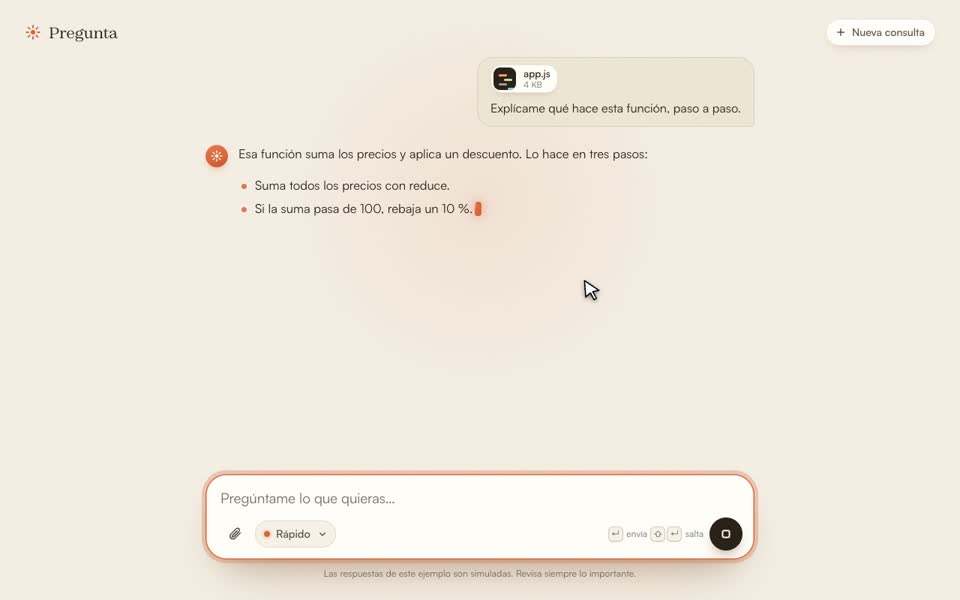 Pregunta
+ Nueva consulta
app.js
4 KB
Explícame qué hace esta función, paso a paso.
Esa función suma los precios y aplica un descuento. Lo hace en tres pasos:
Suma todos los precios con reduce.
Si la suma pasa de 100, rebaja un 10 %.
Pregúntame lo que quieras...
Rápido
envía
salta
Las respuestas de este ejemplo son simuladas. Revisa siempre lo importante.